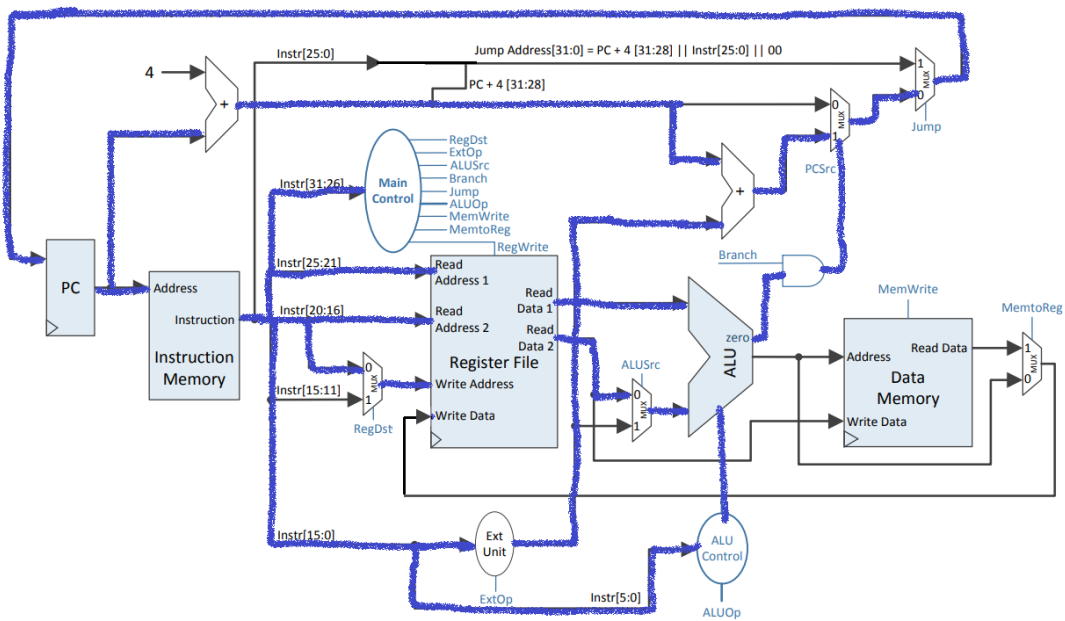 Instr[25:0]
Jump Address[31:0] = PC + 4 [31:28] || Instr[25:0] || 00
4
PC + 4 [31:28]
+
1
MUX
0
Jump
0
MUX
1
PCSrc
RegDst
ExtOp
ALUSrc
Branch
Jump
ALUOp
MemWrite
MemtoReg
RegWrite
Main
Control
Instr[31:26]
+
Instr[25:21]
Read
Address 1
Branch
PC
Address
Instruction
Instruction
Memory
Instr[20:16]
Read
Address 2
Read
Data 1
Read
Data 2
Register File
Write Address
Write Data
0
MUX
1
RegDst
Instr[15:11]
ALUSrc
0
MUX
1
zero
ALU
MemWrite
Address
Read Data
Data
Memory
Write Data
MemtoReg
1
MUX
0
Instr[15:0]
Ext
Unit
ExtOp
Instr[5:0]
ALU
Control
ALUOp